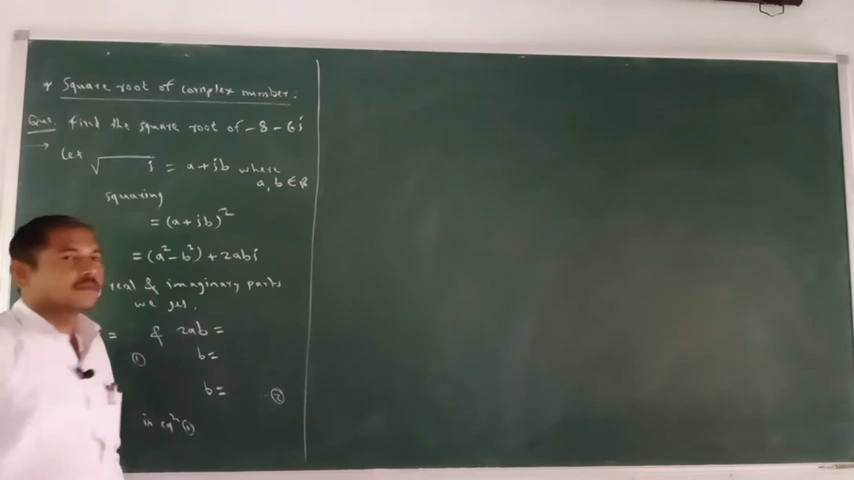 * Square root of complex number.
Que. find the square root of -8-6i
→ Let √ i = a+ib where
a, b ∈ R
squaring
= (a+ib)²
= (a²-b²) + 2abi
real & imaginary parts
we get.
= & 2ab =
① b =
b = ②
in eqⁿ (1)